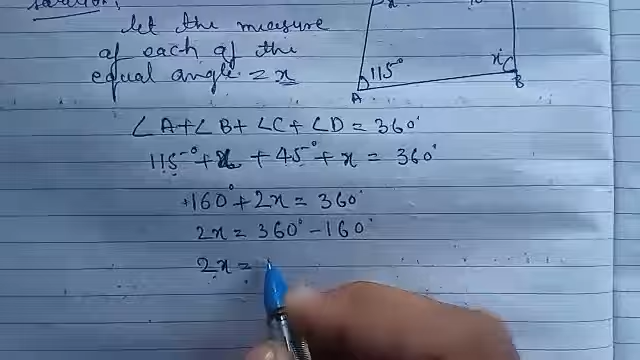 Solution:
let the measure
of each of the
equal angle = x
x
115°
x°
C
A
B
∠A+∠B+∠C+∠D = 360°
115° + x + 45° + x = 360°
160° + 2x = 360°
2x = 360° - 160°
2x =